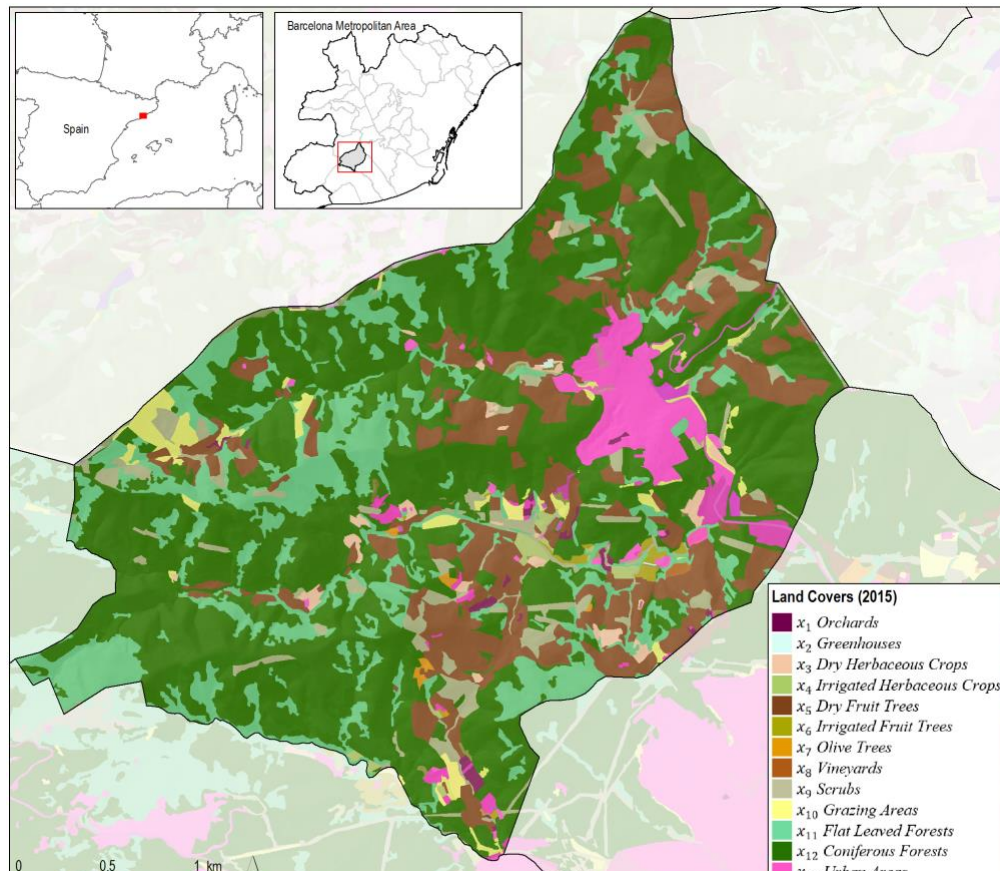 Spain
Barcelona Metropolitan Area
Land Covers (2015)
x₁ Orchards
x₂ Greenhouses
x₃ Dry Herbaceous Crops
x₄ Irrigated Herbaceous Crops
x₅ Dry Fruit Trees
x₆ Irrigated Fruit Trees
x₇ Olive Trees
x₈ Vineyards
x₉ Scrubs
x₁₀ Grazing Areas
x₁₁ Flat Leaved Forests
x₁₂ Coniferous Forests
Urban Areas
0 0.5 1 km